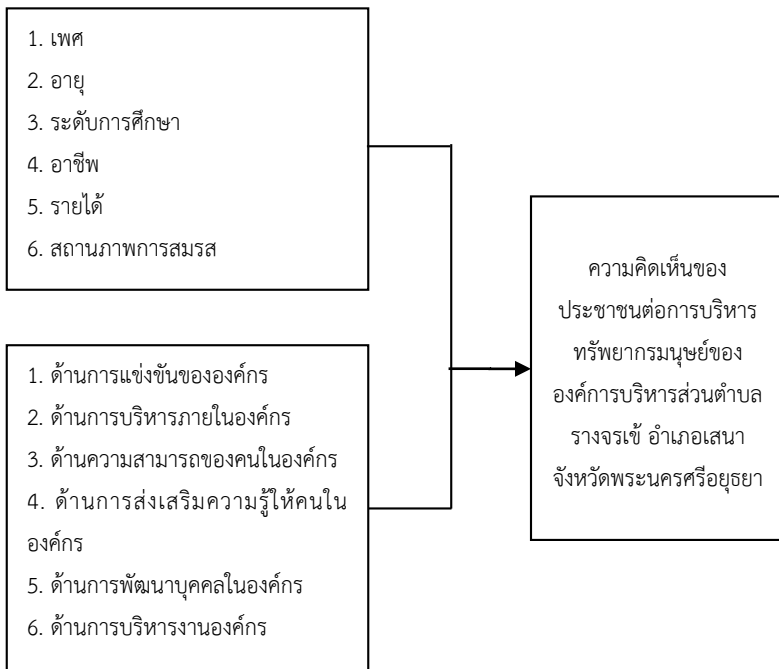 1. เพศ
2. อายุ
3. ระดับการศึกษา
4. อาชีพ
5. รายได้
6. สถานภาพการสมรส
1. ด้านการแข่งขันขององค์กร
2. ด้านการบริหารภายในองค์กร
3. ด้านความสามารถของคนในองค์กร
4. ด้านการส่งเสริมความรู้ให้คนใน
องค์กร
5. ด้านการพัฒนาบุคคลในองค์กร
6. ด้านการบริหารงานองค์กร
ความคิดเห็นของ
ประชาชนต่อการบริหาร
ทรัพยากรมนุษย์ของ
องค์การบริหารส่วนตำบล
รางจรเข้ อำเภอเสนา
จังหวัดพระนครศรีอยุธยา